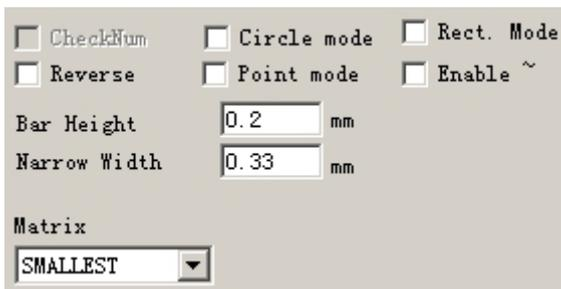 CheckNum Circle mode Rect. Mode
Reverse Point mode Enable ~
Bar Height 0.2 mm
Narrow Width 0.33 mm
Matrix
SMALLEST